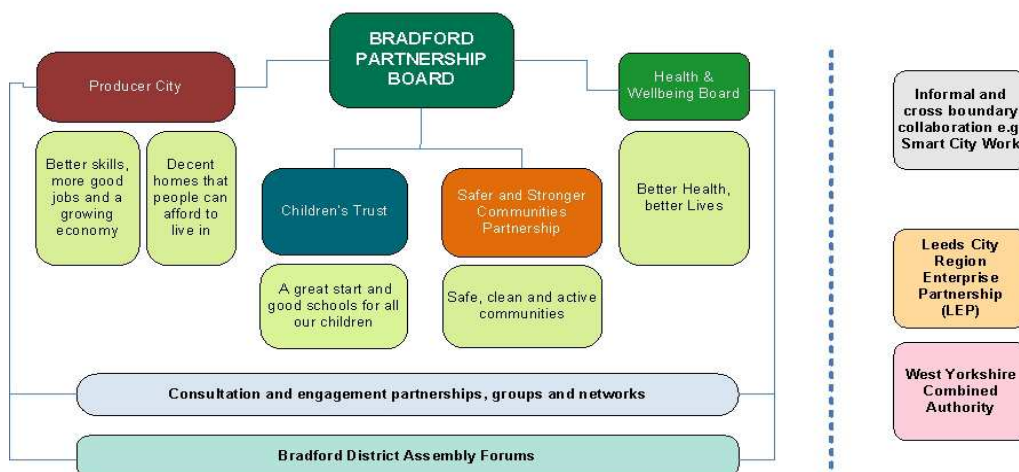 BRADFORD
PARTNERSHIP
BOARD
Producer City
Health &
Wellbeing Board
Better skills,
more good
jobs and a
growing
economy
Decent
homes that
people can
afford to
live in
Children's Trust
Safer and Stronger
Communities
Partnership
Better Health,
better Lives
A great start and
good schools for all
our children
Safe, clean and active
communities
Consultation and engagement partnerships, groups and networks
Bradford District Assembly Forums
Informal and
cross boundary
collaboration e.g.
Smart City Work
Leeds City
Region
Enterprise
Partnership
(LEP)
West Yorkshire
Combined
Authority